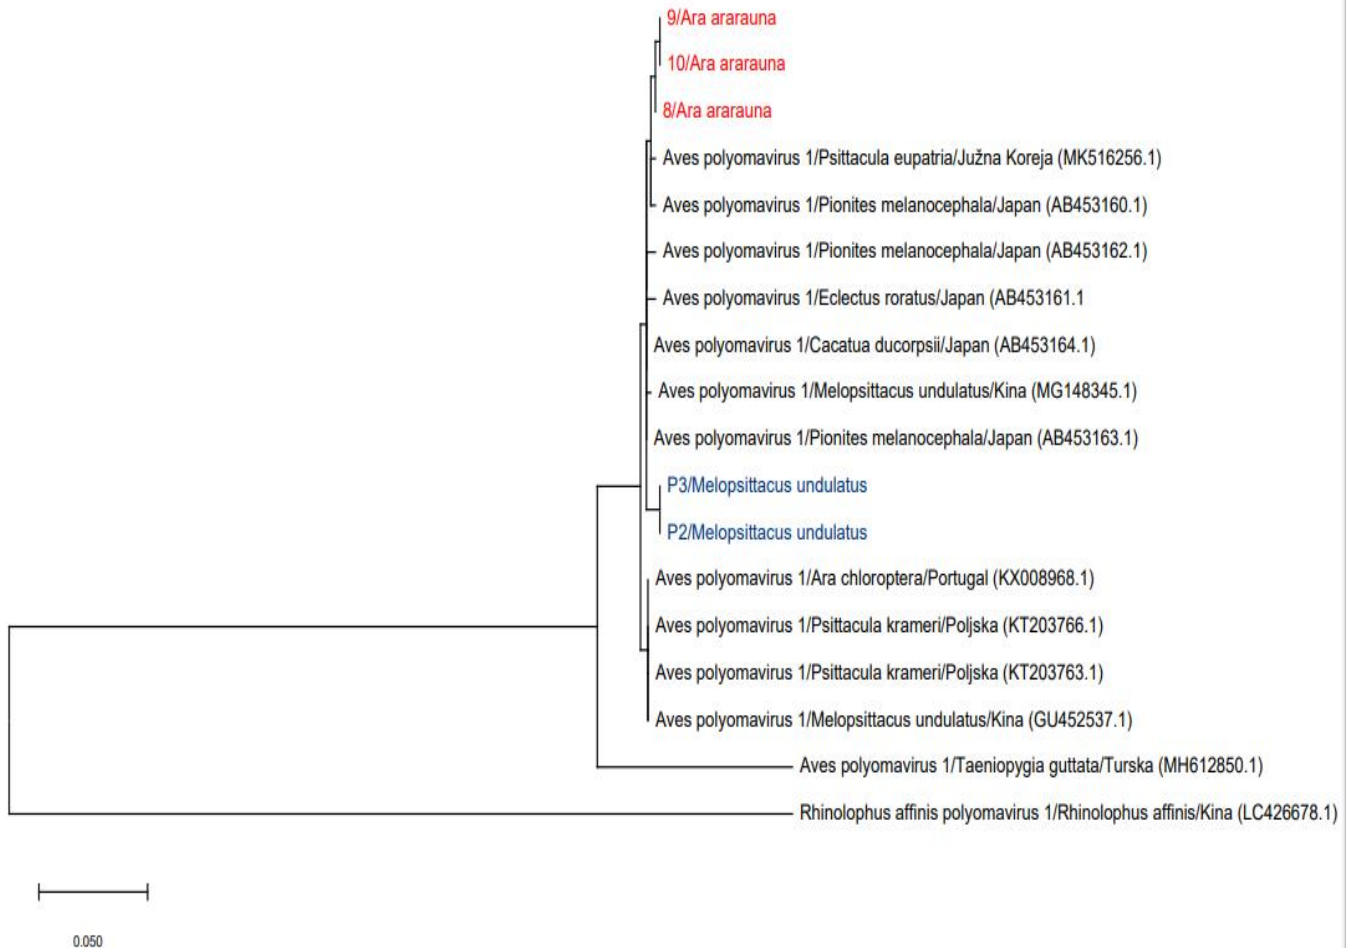 9/Ara ararauna
10/Ara ararauna
8/Ara ararauna
Aves polyomavirus 1/Psittacula eupatria/Južna Koreja (MK516256.1)
Aves polyomavirus 1/Pionites melanocephala/Japan (AB453160.1)
Aves polyomavirus 1/Pionites melanocephala/Japan (AB453162.1)
Aves polyomavirus 1/Eclectus roratus/Japan (AB453161.1
Aves polyomavirus 1/Cacatua ducorpsii/Japan (AB453164.1)
Aves polyomavirus 1/Melopsittacus undulatus/Kina (MG148345.1)
Aves polyomavirus 1/Pionites melanocephala/Japan (AB453163.1)
P3/Melopsittacus undulatus
P2/Melopsittacus undulatus
Aves polyomavirus 1/Ara chloroptera/Portugal (KX008968.1)
Aves polyomavirus 1/Psittacula krameri/Poljska (KT203766.1)
Aves polyomavirus 1/Psittacula krameri/Poljska (KT203763.1)
Aves polyomavirus 1/Melopsittacus undulatus/Kina (GU452537.1)
Aves polyomavirus 1/Taeniopygia guttata/Turska (MH612850.1)
Rhinolophus affinis polyomavirus 1/Rhinolophus affinis/Kina (LC426678.1)
0.050